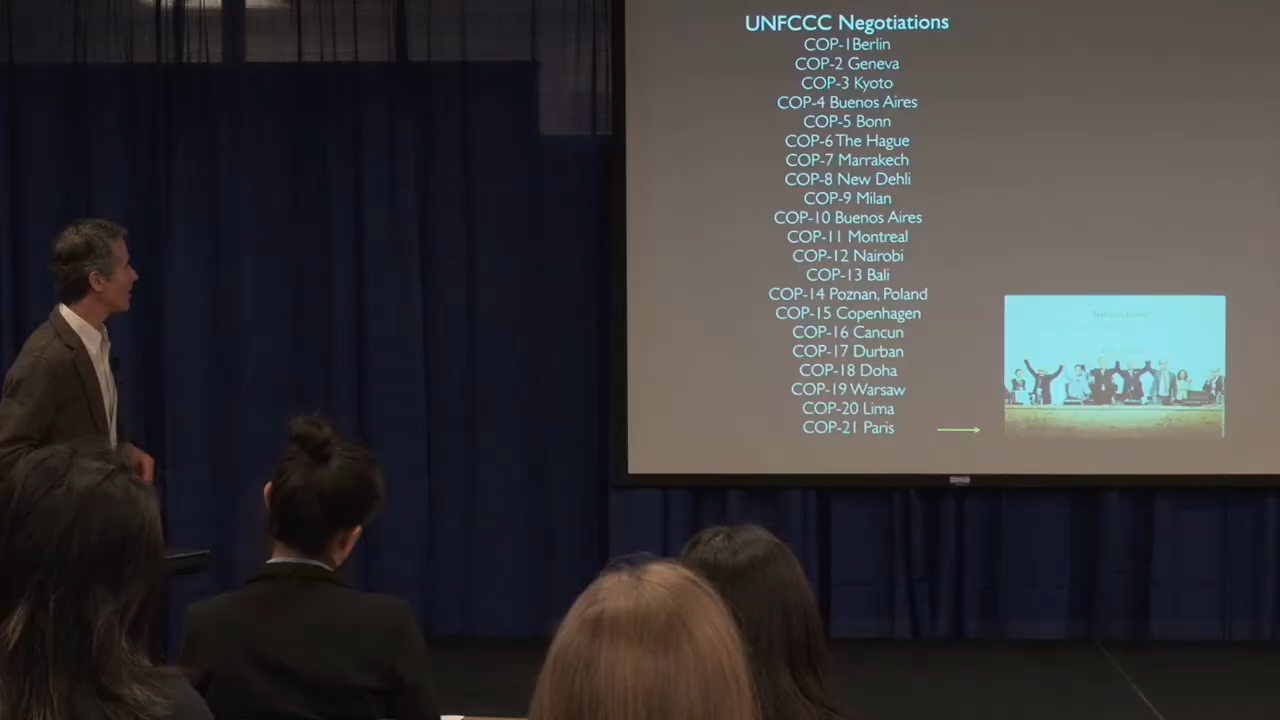 UNFCCC Negotiations
COP-1Berlin
COP-2 Geneva
COP-3 Kyoto
COP-4 Buenos Aires
COP-5 Bonn
COP-6 The Hague
COP-7 Marrakech
COP-8 New Dehli
COP-9 Milan
COP-10 Buenos Aires
COP-11 Montreal
COP-12 Nairobi
COP-13 Bali
COP-14 Poznan, Poland
COP-15 Copenhagen
COP-16 Cancun
COP-17 Durban
COP-18 Doha
COP-19 Warsaw
COP-20 Lima
COP-21 Paris